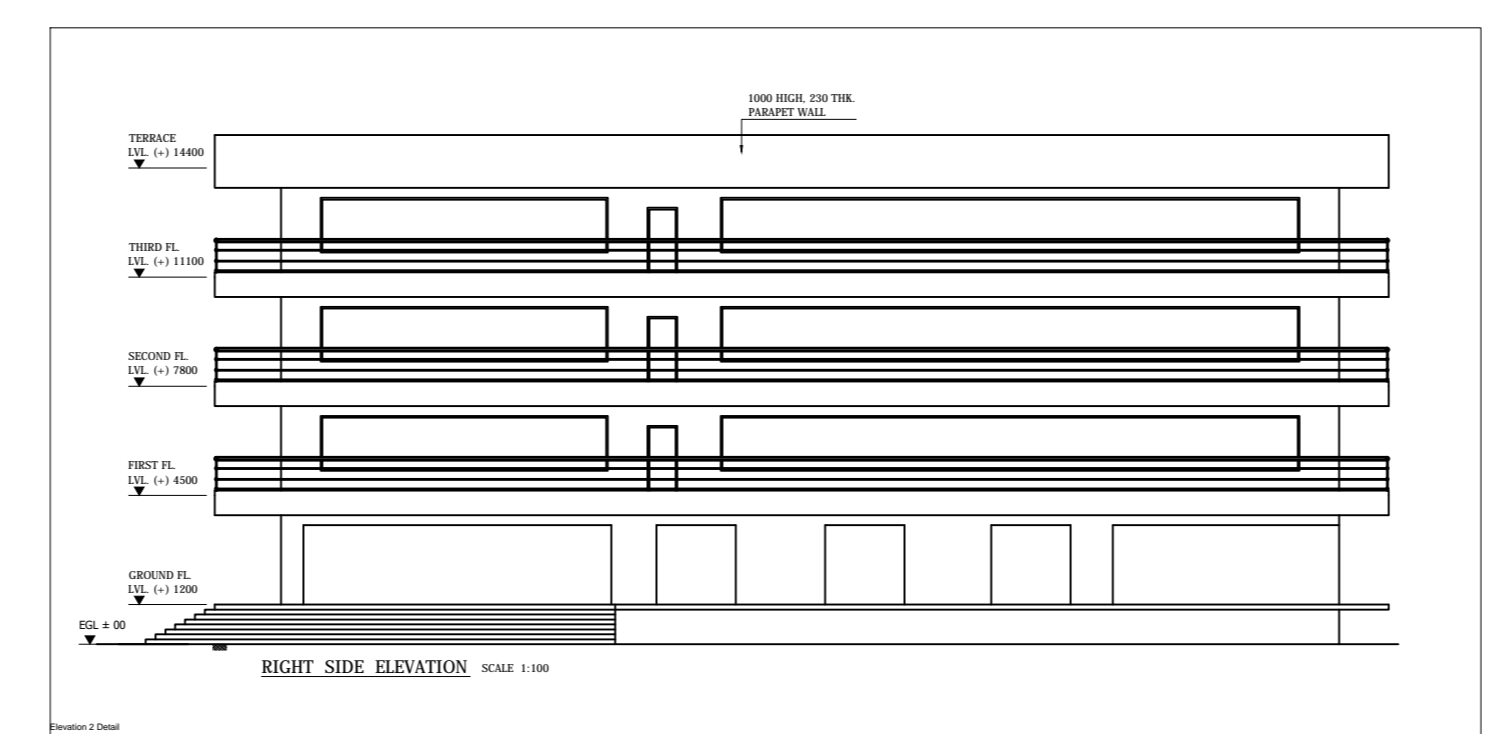 1000 HIGH, 230 THK.
PARAPET WALL
TERRACE
LVL. (+) 14400
THIRD FL.
LVL. (+) 11100
SECOND FL.
LVL. (+) 7800
FIRST FL.
LVL. (+) 4500
GROUND FL.
LVL. (+) 1200
EGL ± 00
RIGHT SIDE ELEVATION SCALE 1:100
Elevation 2 Detail